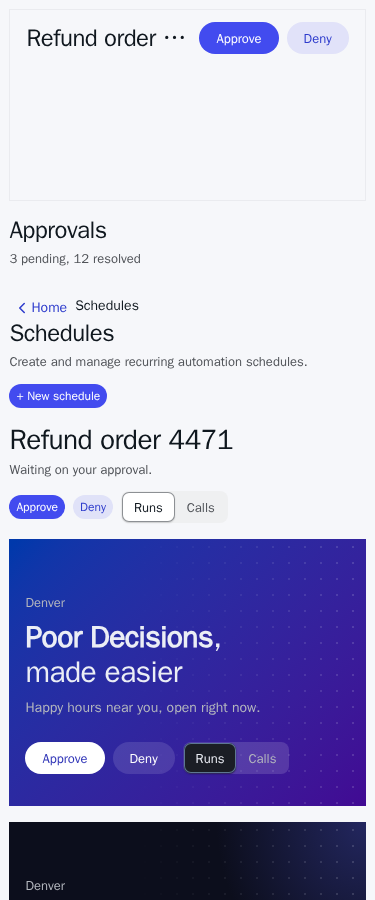 Refund order ···
Approve
Deny
Approvals
3 pending, 12 resolved
Home
Schedules
Schedules
Create and manage recurring automation schedules.
+ New schedule
Refund order 4471
Waiting on your approval.
Approve
Deny
Runs
Calls
Denver
Poor Decisions,
made easier
Happy hours near you, open right now.
Approve
Deny
Runs
Calls
Denver